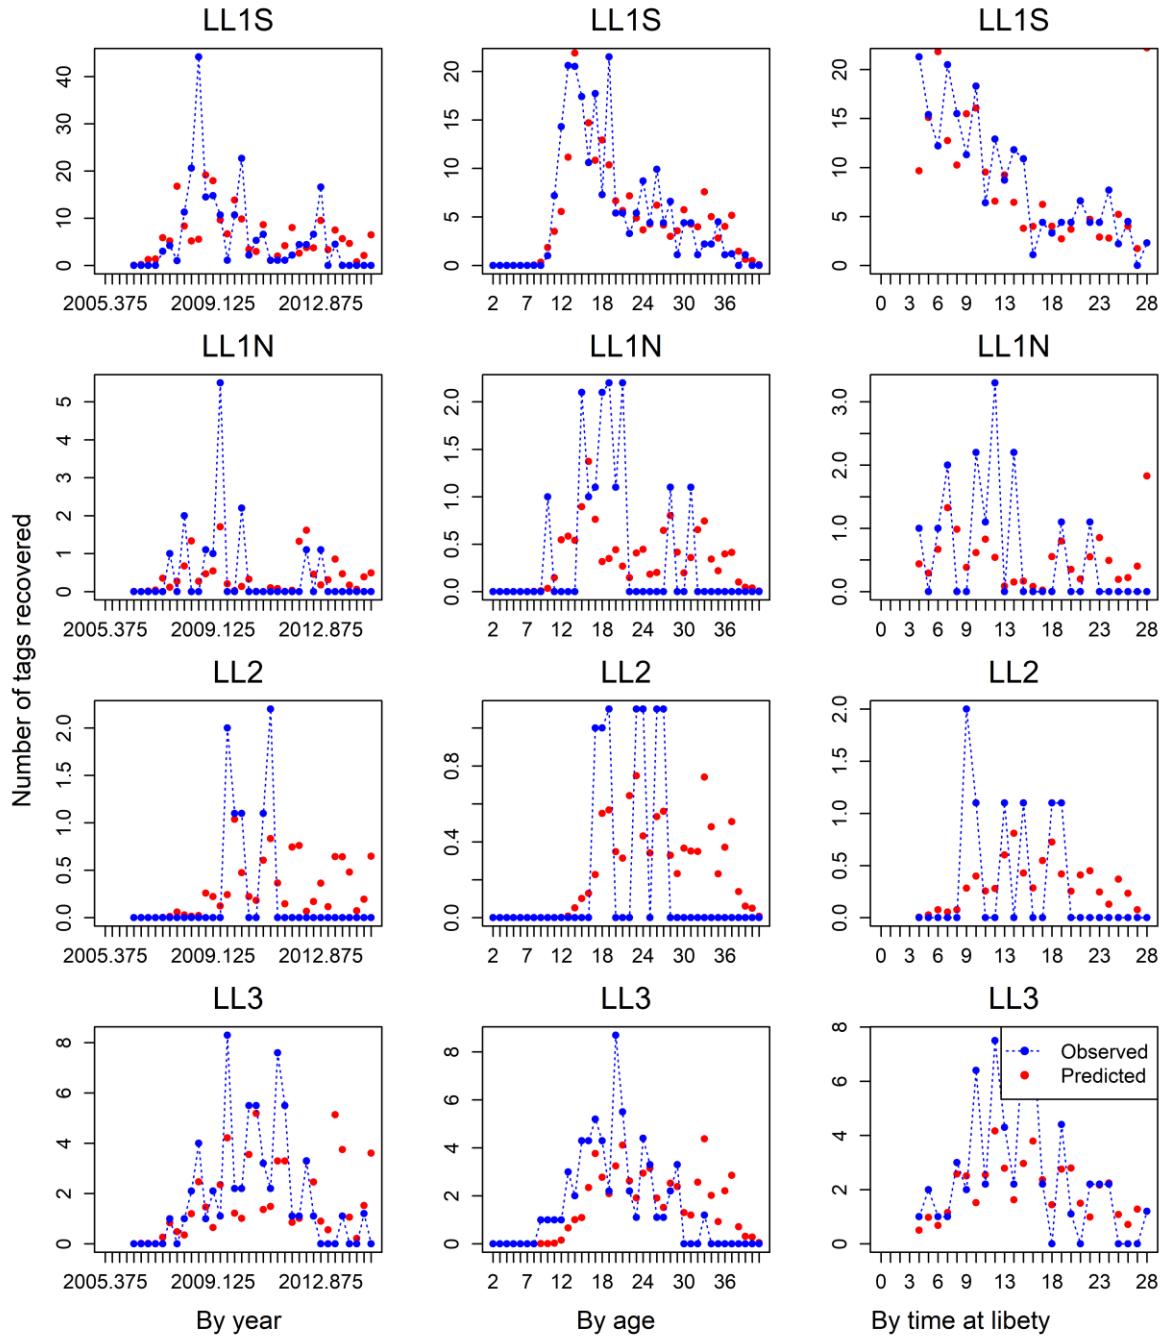 LL1S LL1S LL1S
40
30
20
10
0
20
15
10
5
0
20
15
10
5
0
2005.375 2009.125 2012.875
2 7 12 18 24 30 36
0 3 6 9 13 18 23 28
LL1N LL1N LL1N
5
4
3
2
1
0
2.0
1.5
1.0
0.5
0.0
3.0
2.0
1.0
0.0
2005.375 2009.125 2012.875
2 7 12 18 24 30 36
0 3 6 9 13 18 23 28
Number of tags recovered
LL2 LL2 LL2
2.0
1.5
1.0
0.5
0.0
0.8
0.4
0.0
2.0
1.5
1.0
0.5
0.0
2005.375 2009.125 2012.875
2 7 12 18 24 30 36
0 3 6 9 13 18 23 28
LL3 LL3 LL3
8
6
4
2
0
8
6
4
2
0
8
6
4
2
0
Observed
Predicted
2005.375 2009.125 2012.875
2 7 12 18 24 30 36
0 3 6 9 13 18 23 28
By year By age By time at libety